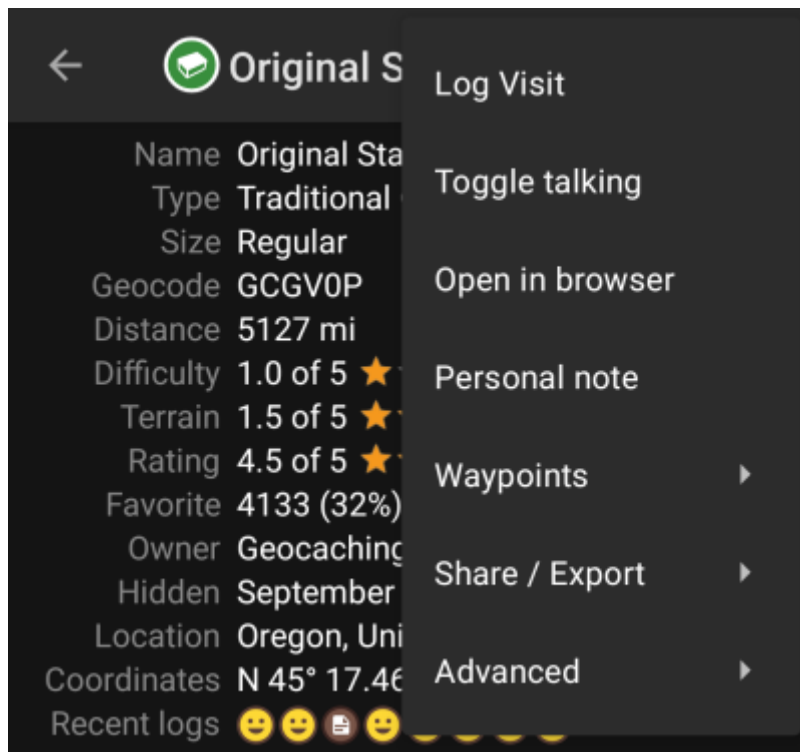 Original S
Name Original Sta
Type Traditional
Size Regular
Geocode GCGV0P
Distance 5127 mi
Difficulty 1.0 of 5
Terrain 1.5 of 5
Rating 4.5 of 5
Favorite 4133 (32%)
Owner Geocaching
Hidden September
Location Oregon, Uni
Coordinates N 45° 17.46
Recent logs
Log Visit
Toggle talking
Open in browser
Personal note
Waypoints
Share / Export
Advanced